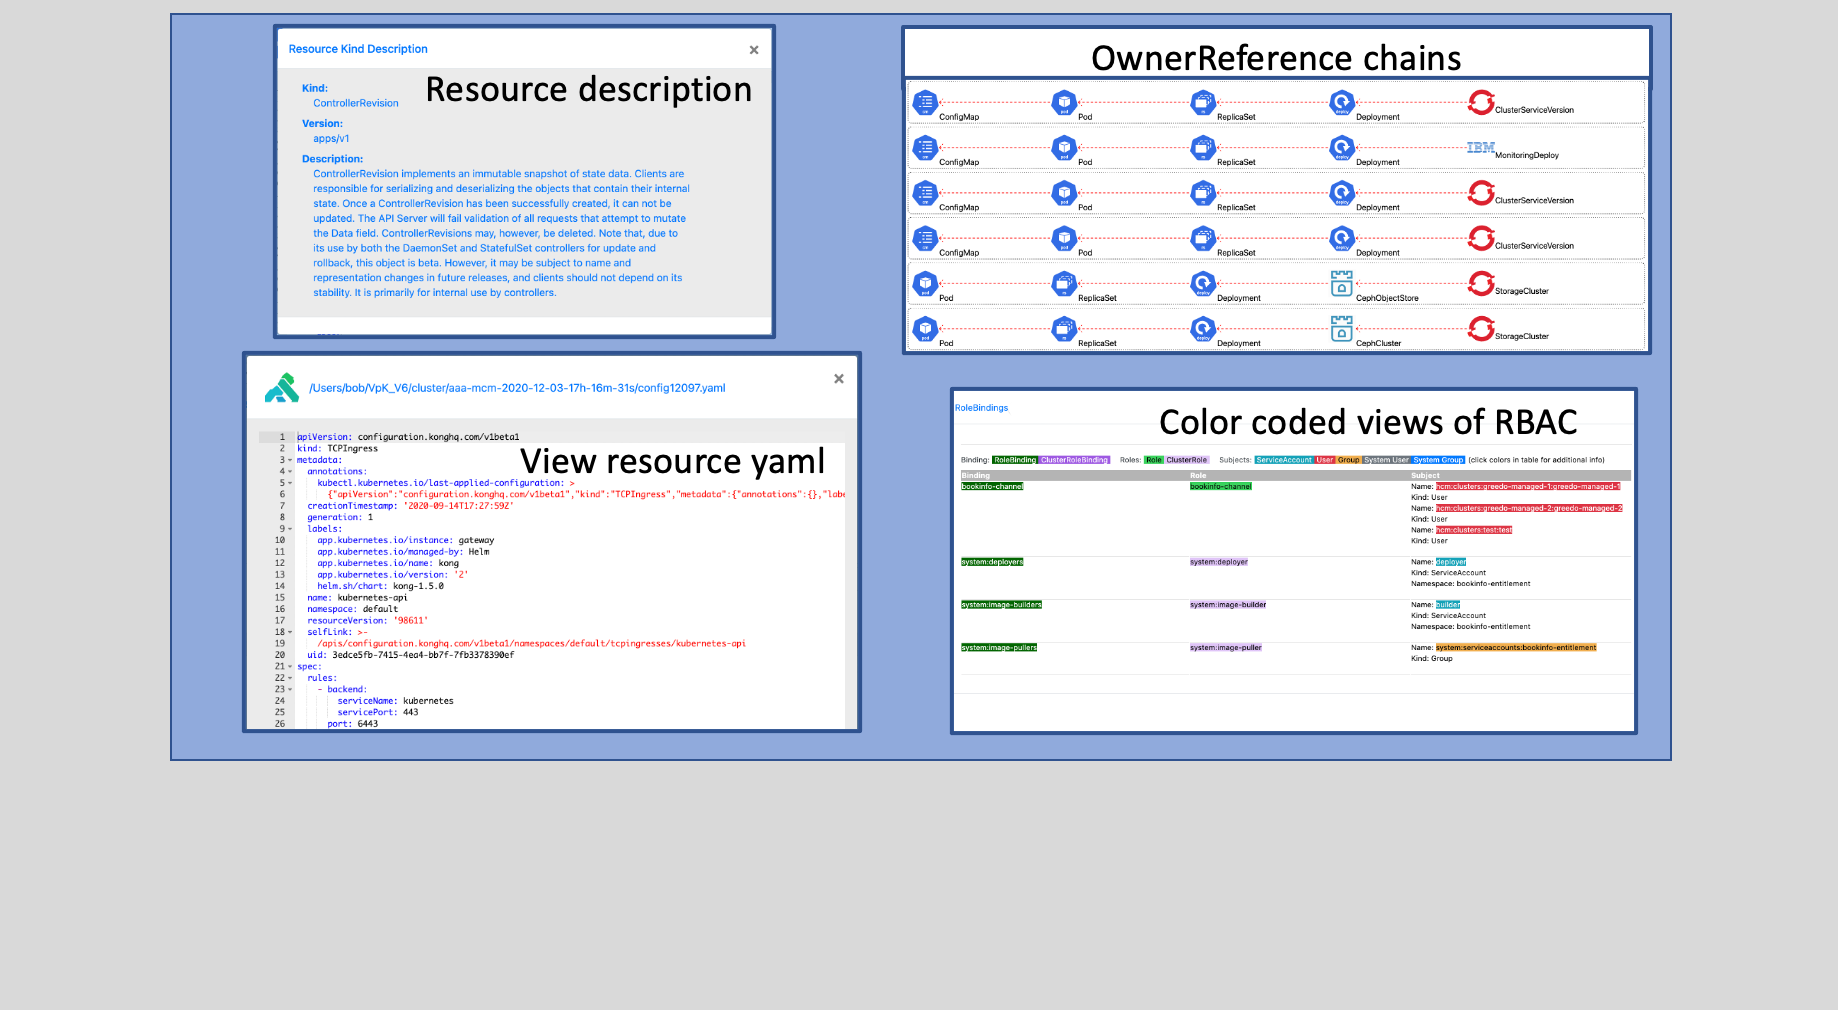 Resource Kind Description
×
Resource description
Kind:
ControllerRevision
Version:
apps/v1
Description:
ControllerRevision implements an immutable snapshot of state data. Clients are
responsible for serializing and deserializing the objects that contain their internal
state. Once a ControllerRevision has been successfully created, it can not be
updated. The API Server will fail validation of all requests that attempt to mutate
the Data field. ControllerRevisions may, however, be deleted. Note that, due to
its use by both the DaemonSet and StatefulSet controllers for update and
rollback, this object is beta. However, it may be subject to name and
representation changes in future releases, and clients should not depend on its
stability. It is primarily for internal use by controllers.
OwnerReference chains
ConfigMap Pod ReplicaSet deploy Deployment ClusterServiceVersion
ConfigMap Pod ReplicaSet deploy Deployment IBM MonitoringDeploy
ConfigMap Pod ReplicaSet deploy Deployment ClusterServiceVersion
ConfigMap Pod ReplicaSet deploy Deployment ClusterServiceVersion
pod Pod ReplicaSet deploy Deployment CephObjectStore StorageCluster
pod Pod ReplicaSet deploy Deployment CephCluster StorageCluster
/Users/bob/VpK_V6/cluster/aaa-mcm-2020-12-03-17h-16m-31s/config12097.yaml
×
View resource yaml
1 apiVersion: configuration.konghq.com/v1beta1
2 kind: TCPIngress
3 metadata:
4 annotations:
5 kubectl.kubernetes.io/last-applied-configuration: >
6 {"apiVersion":"configuration.konghq.com/v1beta1","kind":"TCPIngress","metadata":{"annotations":{},"labe
7 creationTimestamp: '2020-09-14T17:27:59Z'
8 generation: 1
9 labels:
10 app.kubernetes.io/instance: gateway
11 app.kubernetes.io/managed-by: Helm
12 app.kubernetes.io/name: kong
13 app.kubernetes.io/version: '2'
14 helm.sh/chart: kong-1.5.0
15 name: kubernetes-api
16 namespace: default
17 resourceVersion: '98611'
18 selfLink: >-
19 /apis/configuration.konghq.com/v1beta1/namespaces/default/tcpingresses/kubernetes-api
20 uid: 3edce5fb-7415-4ea4-bb7f-7fb3378390ef
21 spec:
22 rules:
23 - backend:
24 serviceName: kubernetes
25 servicePort: 443
26 port: 6443
RoleBindings
Color coded views of RBAC
Binding: RoleBinding ClusterRoleBinding Roles: Role ClusterRole Subjects: ServiceAccount User Group System User System Group (click colors in table for additional info)
Binding Role Subject
bookinfo-channel bookinfo-channel Name: hcm:clusters:greedo-managed-1:greedo-managed-1
Kind: User
Name: hcm:clusters:greedo-managed-2:greedo-managed-2
Kind: User
Name: hcm:clusters:test:test
Kind: User
system:deployers system:deployer Name: deployer
Kind: ServiceAccount
Namespace: bookinfo-entitlement
system:image-builders system:image-builder Name: builder
Kind: ServiceAccount
Namespace: bookinfo-entitlement
system:image-pullers system:image-puller Name: system:serviceaccounts:bookinfo-entitlement
Kind: Group